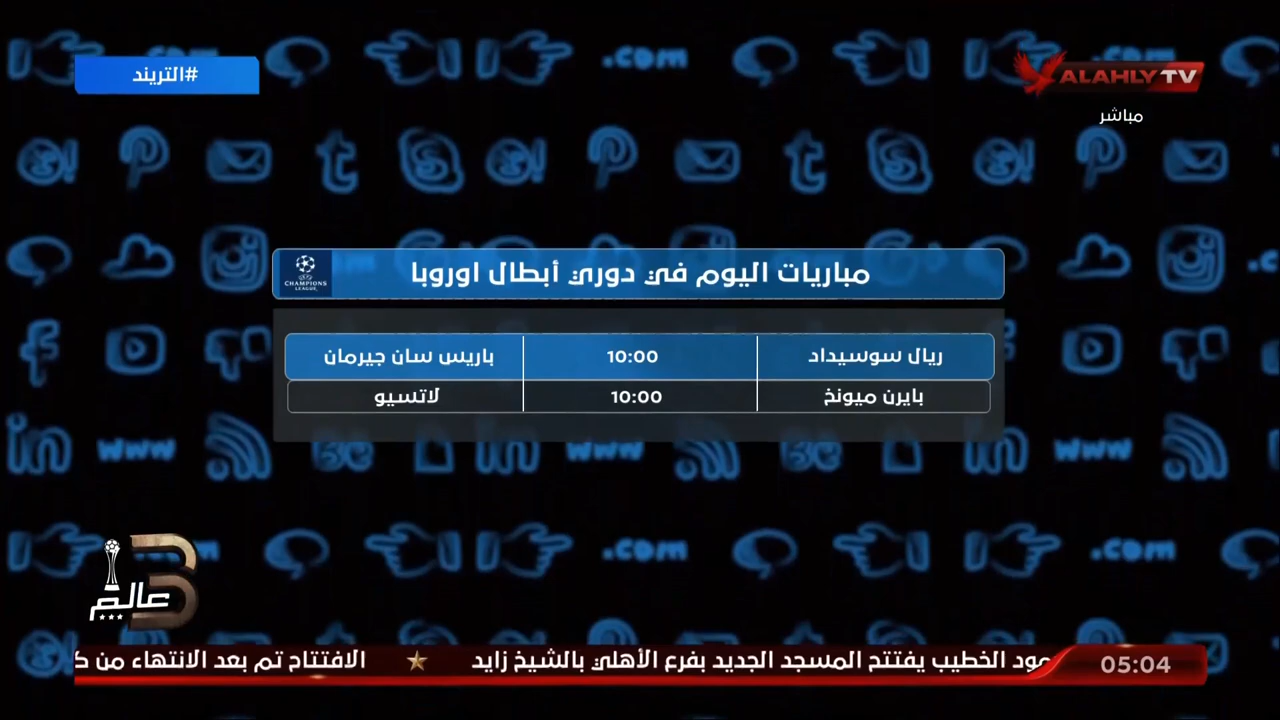 #التريند
ALAHLY TV
مباشر
مباريات اليوم في دوري أبطال اوروبا
CHAMPIONS
LEAGUE
ريال سوسيداد 10:00 باريس سان جيرمان
بايرن ميونخ 10:00 لاتسيو
3 عالم
الخطيب يفتتح المسجد الجديد بفرع الأهلي بالشيخ زايد ★ الافتتاح تم بعد الانتهاء من
05:04